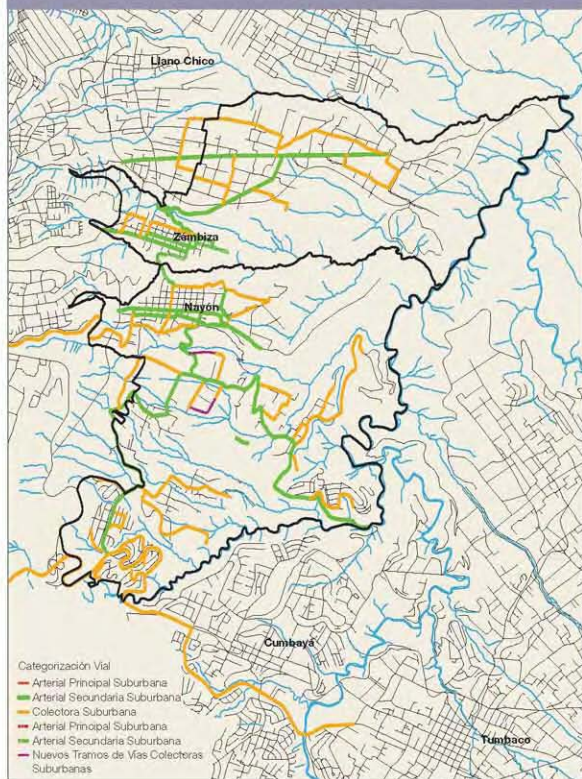 Llano Chico
Zámbiza
Nayón
Cumbayá
Tumbaco
Categorización Vial
Arterial Principal Suburbana
Arterial Secundaria Suburbana
Colectora Suburbana
Arterial Principal Suburbana
Arterial Secundaria Suburbana
Nuevos Tramos de Vías Colectoras
Suburbanas